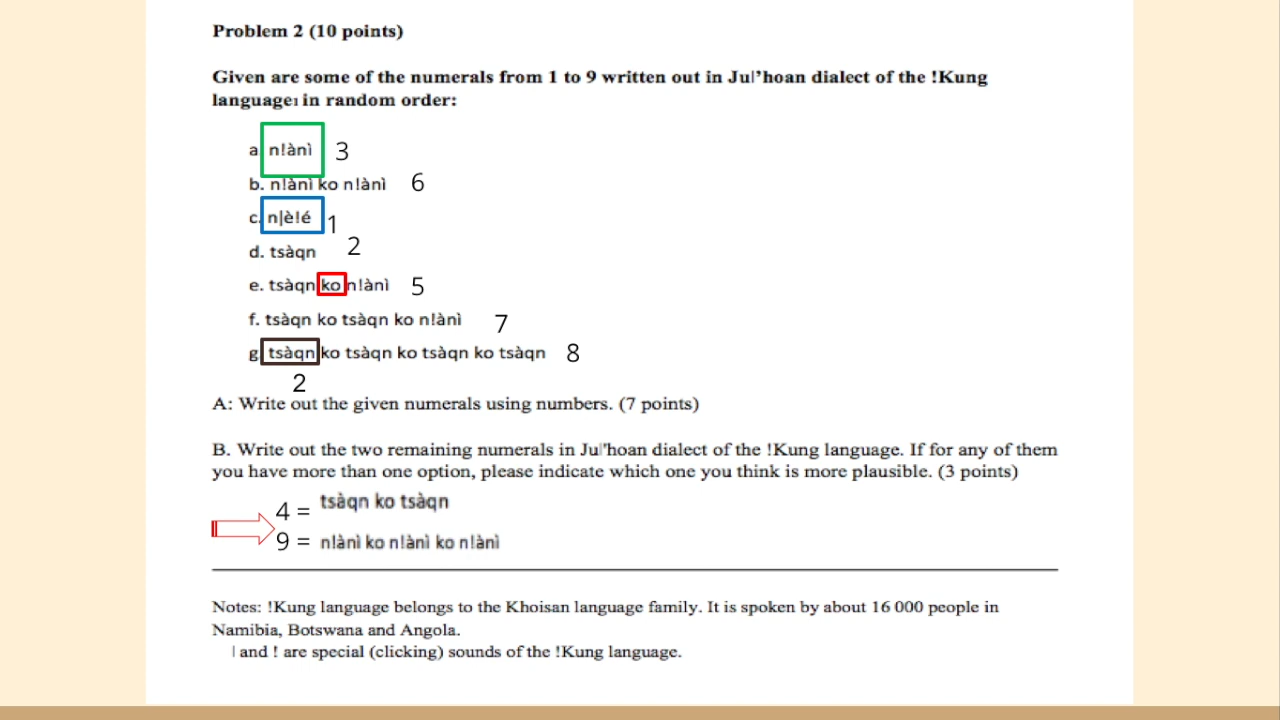 Problem 2 (10 points)
Given are some of the numerals from 1 to 9 written out in Ju|'hoan dialect of the !Kung
language₁ in random order:
a n!ànì 3
b. n!ànì ko n!ànì 6
c. n|è!é 1
d. tsàqn 2
e. tsàqn ko n!ànì 5
f. tsàqn ko tsàqn ko n!ànì 7
g tsàqn ko tsàqn ko tsàqn ko tsàqn 8
2
A: Write out the given numerals using numbers. (7 points)
B. Write out the two remaining numerals in Ju|'hoan dialect of the !Kung language. If for any of them
you have more than one option, please indicate which one you think is more plausible. (3 points)
4 = tsàqn ko tsàqn
9 = n!ànì ko n!ànì ko n!ànì
Notes: !Kung language belongs to the Khoisan language family. It is spoken by about 16 000 people in
Namibia, Botswana and Angola.
| and ! are special (clicking) sounds of the !Kung language.